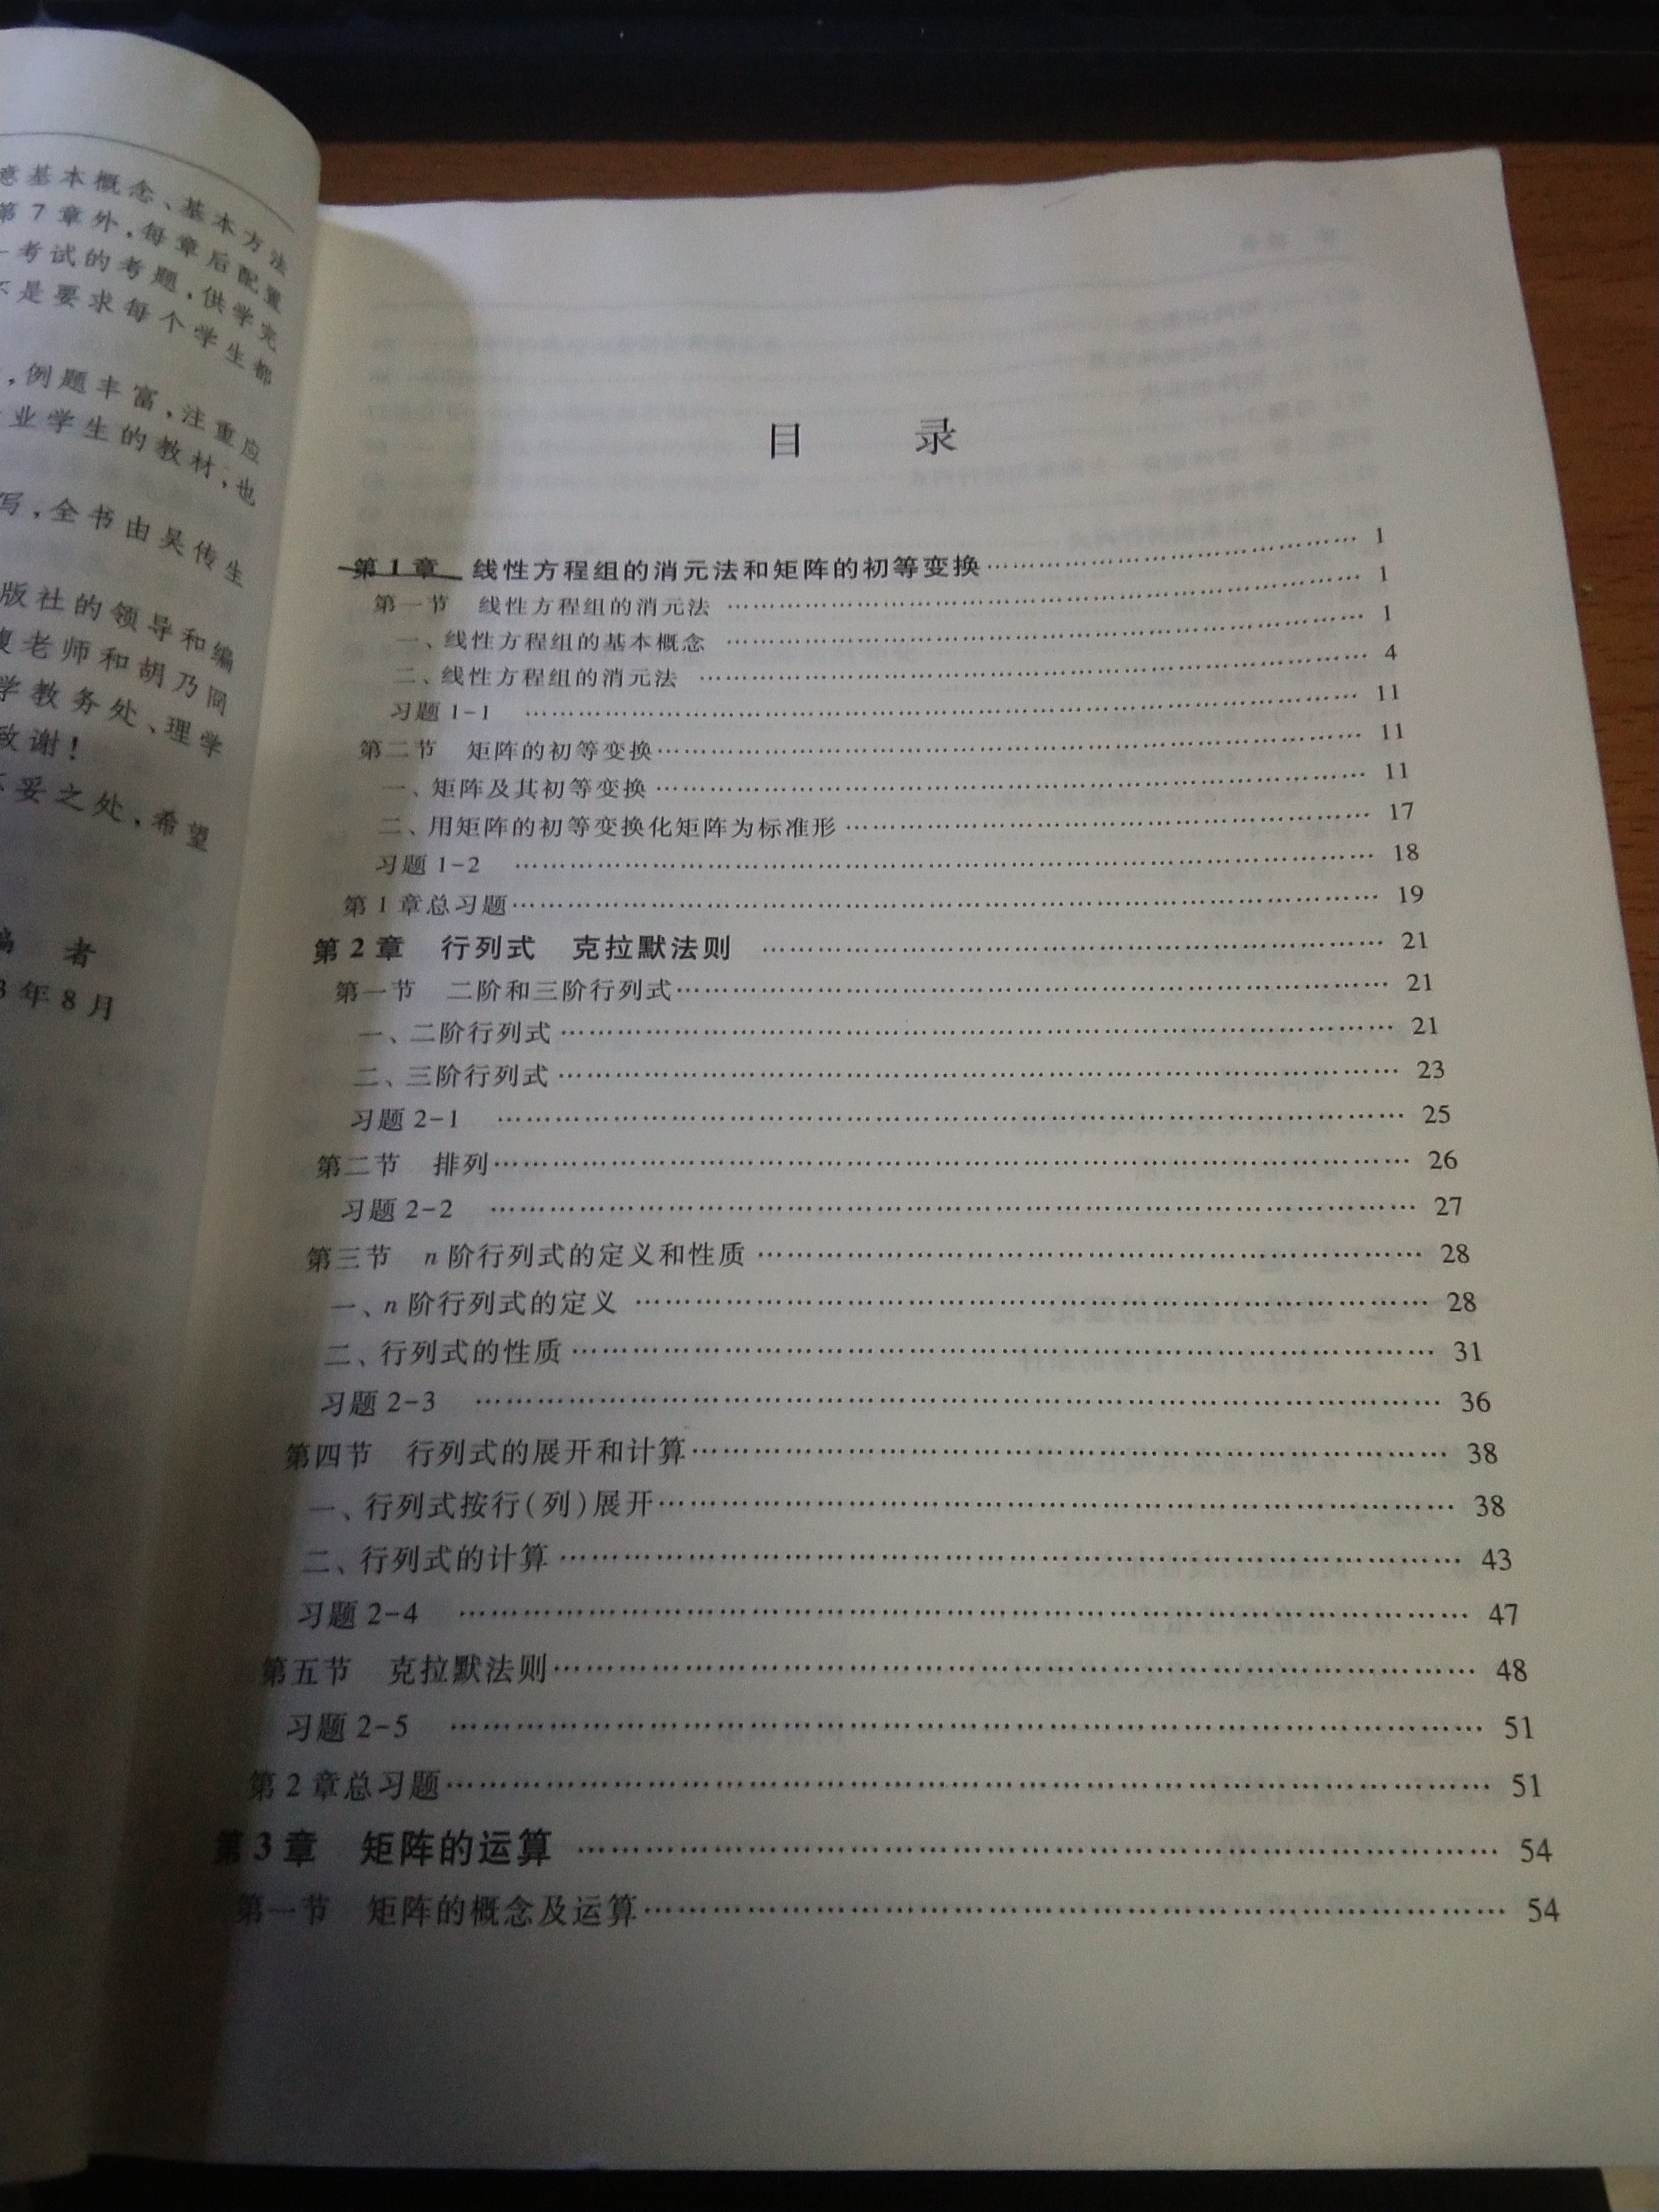 意基本概念、基本方法
第7章外,每章后配置
考试的考题,供学完
不是要求每个学生都
,例题丰富,注重应
业学生的教材,也
写,全书由吴传生
版社的领导和编
老师和胡乃冏
学教务处、理学
致谢!
不妥之处,希望
编 者
3年8月
目 录
第1章 线性方程组的消元法和矩阵的初等变换 …… 1
第一节 线性方程组的消元法 …… 1
一、线性方程组的基本概念 …… 1
二、线性方程组的消元法 …… 4
习题1-1 …… 11
第二节 矩阵的初等变换 …… 11
一、矩阵及其初等变换 …… 11
二、用矩阵的初等变换化矩阵为标准形 …… 17
习题1-2 …… 18
第1章总习题 …… 19
第2章 行列式 克拉默法则 …… 21
第一节 二阶和三阶行列式 …… 21
一、二阶行列式 …… 21
二、三阶行列式 …… 23
习题2-1 …… 25
第二节 排列 …… 26
习题2-2 …… 27
第三节 n阶行列式的定义和性质 …… 28
一、n阶行列式的定义 …… 28
二、行列式的性质 …… 31
习题2-3 …… 36
第四节 行列式的展开和计算 …… 38
一、行列式按行(列)展开 …… 38
二、行列式的计算 …… 43
习题2-4 …… 47
第五节 克拉默法则 …… 48
习题2-5 …… 51
第2章总习题 …… 51
第3章 矩阵的运算 …… 54
第一节 矩阵的概念及运算 …… 54